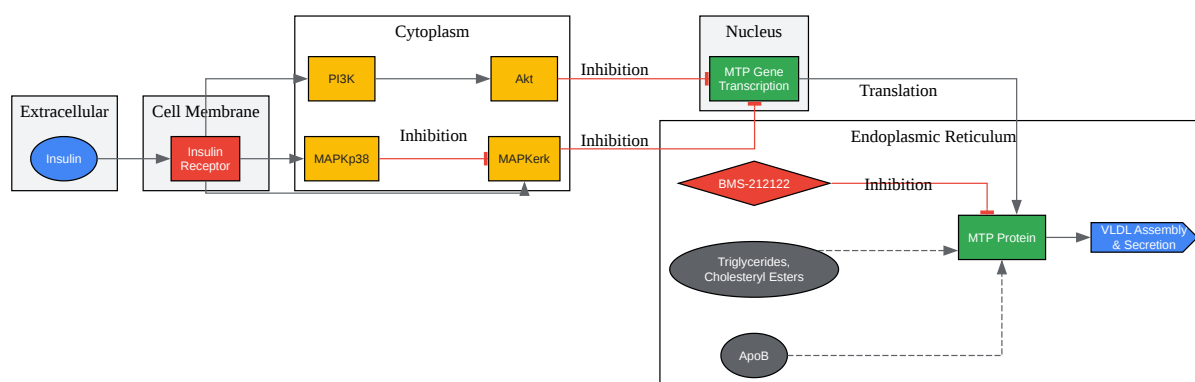 Cytoplasm
Nucleus
PI3K
Akt
Inhibition
MTP Gene
Transcription
Translation
Extracellular
Cell Membrane
Insulin
Insulin
Receptor
MAPKp38
Inhibition
MAPKerk
Inhibition
Endoplasmic Reticulum
BMS-212122
Inhibition
MTP Protein
VLDL Assembly
& Secretion
Triglycerides,
Cholesteryl Esters
ApoB